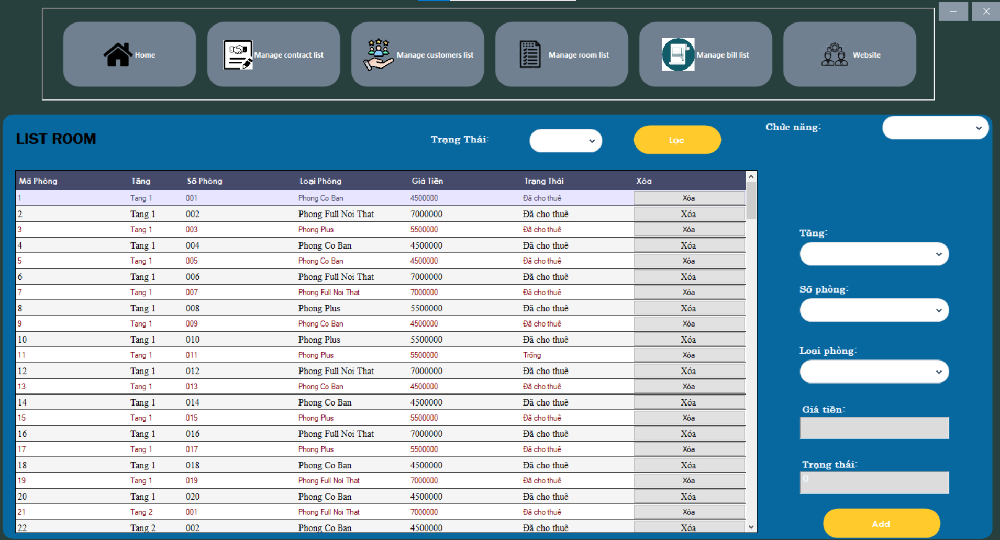 Home
Manage contract list
Manage customers list
Manage room list
Manage bill list
Website
LIST ROOM
Trạng Thái:
Lọc
Chức năng:
Mã Phòng Tầng Số Phòng Loại Phòng Giá Tiền Trạng Thái Xóa
1 Tang 1 001 Phong Co Ban 4500000 Đã cho thuê Xóa
2 Tang 1 002 Phong Full Noi That 7000000 Đã cho thuê Xóa
3 Tang 1 003 Phong Plus 5500000 Đã cho thuê Xóa
4 Tang 1 004 Phong Co Ban 4500000 Đã cho thuê Xóa
5 Tang 1 005 Phong Co Ban 4500000 Đã cho thuê Xóa
6 Tang 1 006 Phong Full Noi That 7000000 Đã cho thuê Xóa
7 Tang 1 007 Phong Full Noi That 7000000 Đã cho thuê Xóa
8 Tang 1 008 Phong Plus 5500000 Đã cho thuê Xóa
9 Tang 1 009 Phong Co Ban 4500000 Đã cho thuê Xóa
10 Tang 1 010 Phong Plus 5500000 Đã cho thuê Xóa
11 Tang 1 011 Phong Plus 5500000 Trống Xóa
12 Tang 1 012 Phong Full Noi That 7000000 Đã cho thuê Xóa
13 Tang 1 013 Phong Co Ban 4500000 Đã cho thuê Xóa
14 Tang 1 014 Phong Co Ban 4500000 Đã cho thuê Xóa
15 Tang 1 015 Phong Plus 5500000 Đã cho thuê Xóa
16 Tang 1 016 Phong Full Noi That 7000000 Đã cho thuê Xóa
17 Tang 1 017 Phong Plus 5500000 Đã cho thuê Xóa
18 Tang 1 018 Phong Co Ban 4500000 Đã cho thuê Xóa
19 Tang 1 019 Phong Full Noi That 7000000 Đã cho thuê Xóa
20 Tang 1 020 Phong Co Ban 4500000 Đã cho thuê Xóa
21 Tang 2 001 Phong Full Noi That 7000000 Đã cho thuê Xóa
22 Tang 2 002 Phong Co Ban 4500000 Đã cho thuê Xóa
Tầng:
Số phòng:
Loại phòng:
Giá tiền:
Trạng thái:
0
Add